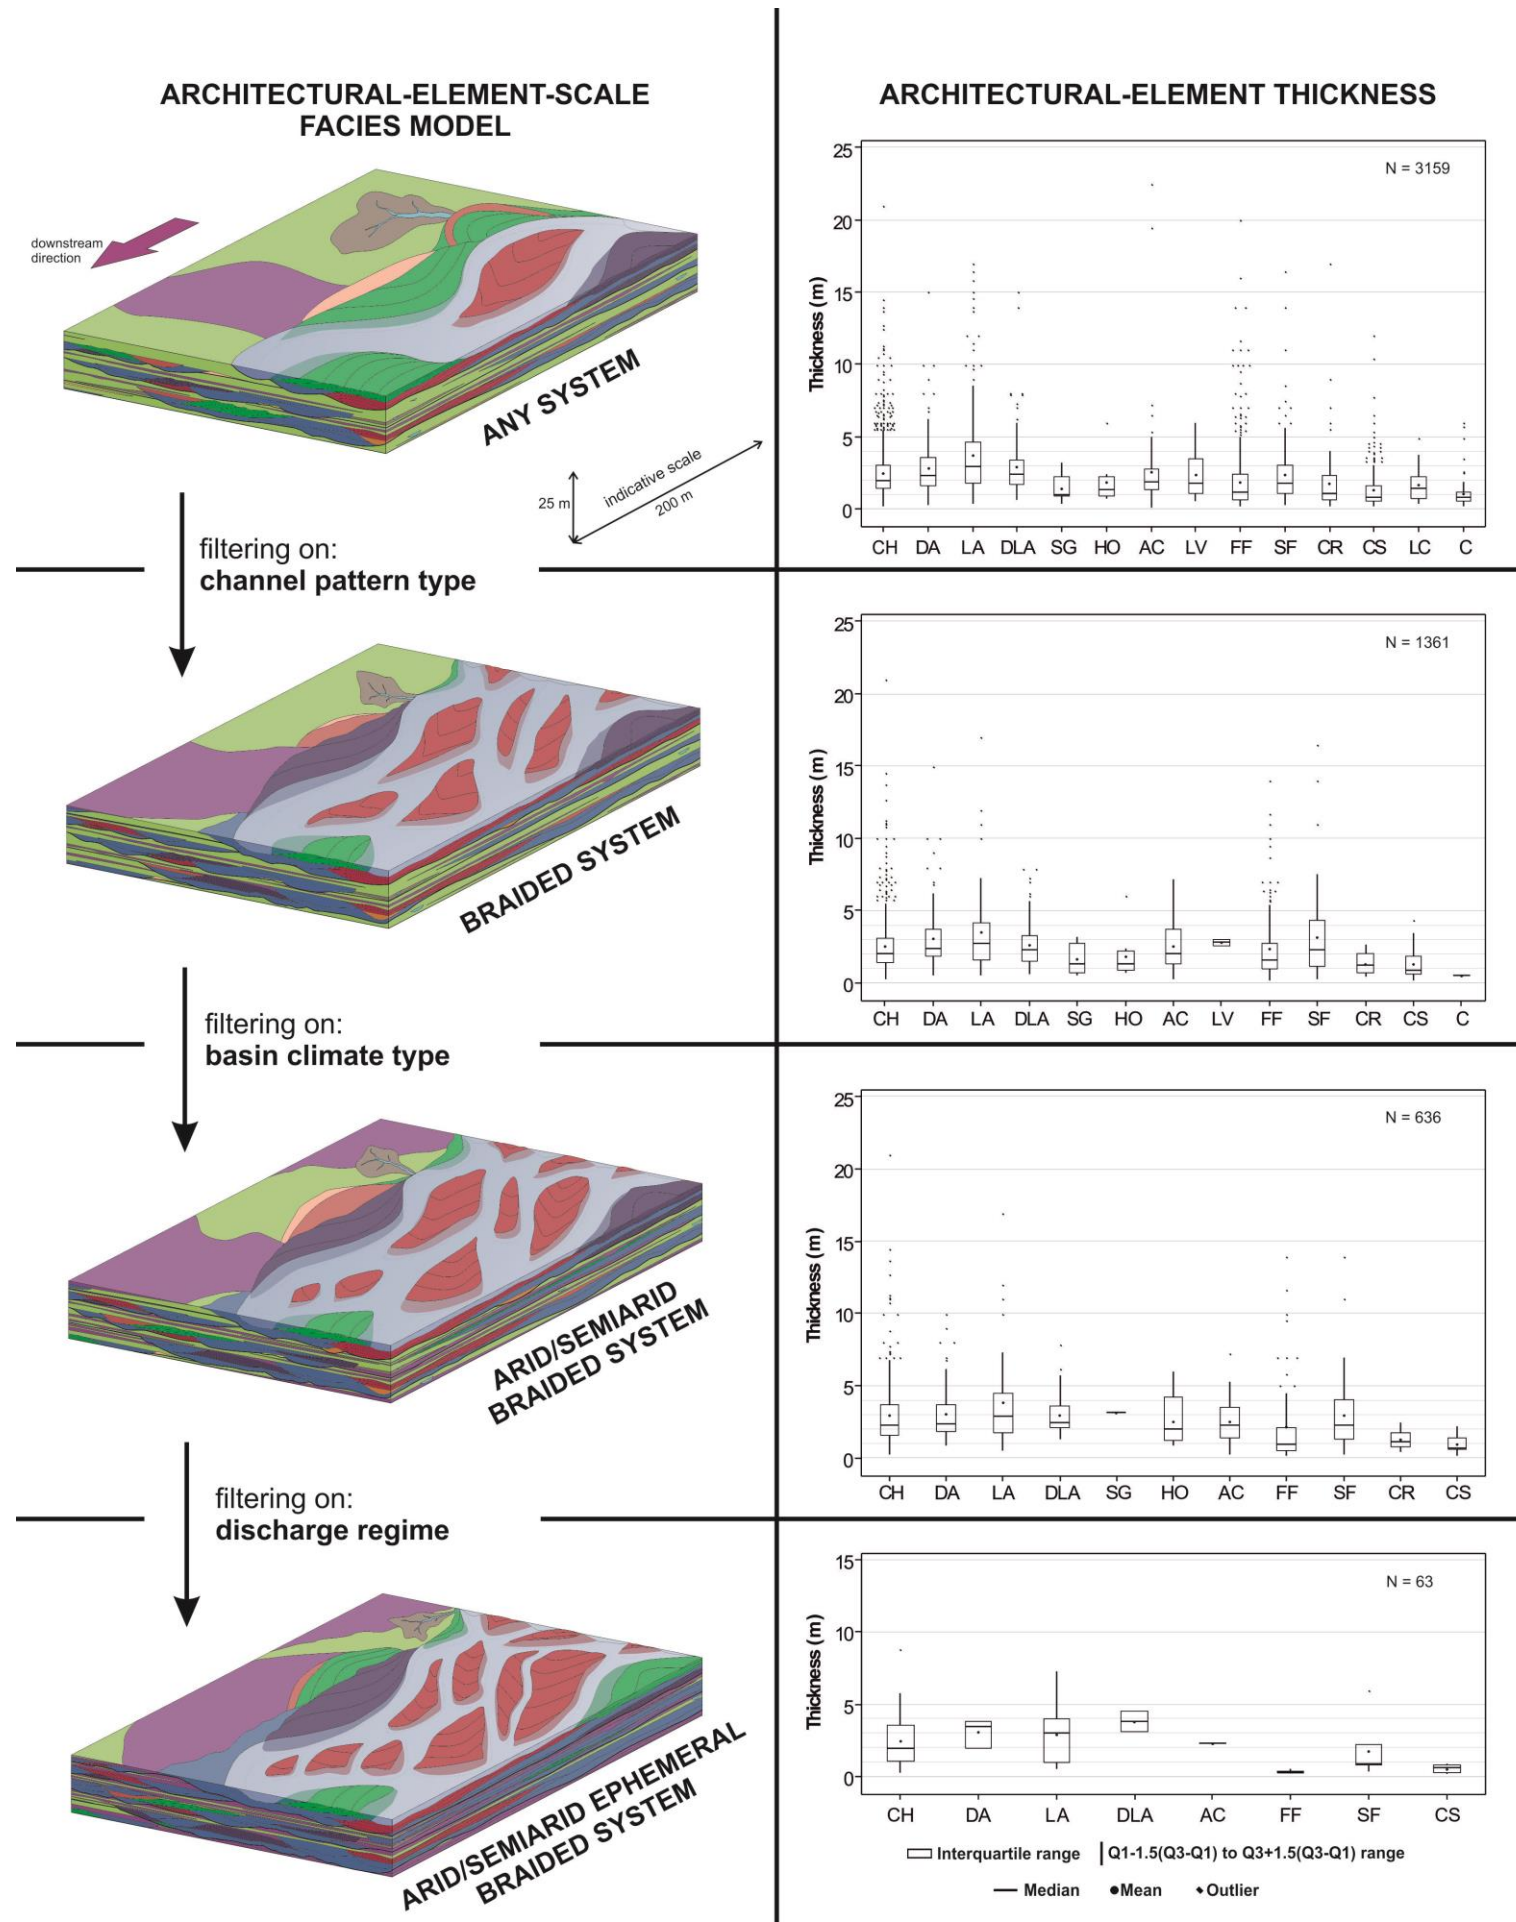 ARCHITECTURAL-ELEMENT-SCALE
FACIES MODEL
downstream
direction
ANY SYSTEM
25 m
indicative scale
200 m
filtering on:
channel pattern type
BRAIDED SYSTEM
filtering on:
basin climate type
ARID/SEMIARID
BRAIDED SYSTEM
filtering on:
discharge regime
ARID/SEMIARID EPHEMERAL
BRAIDED SYSTEM
ARCHITECTURAL-ELEMENT THICKNESS
N = 3159
Thickness (m)
25
20
15
10
5
0
CH DA LA DLA SG HO AC LV FF SF CR CS LC C
N = 1361
Thickness (m)
25
20
15
10
5
0
CH DA LA DLA SG HO AC LV FF SF CR CS C
N = 636
Thickness (m)
25
20
15
10
5
0
CH DA LA DLA SG HO AC FF SF CR CS
N = 63
Thickness (m)
15
10
5
0
CH DA LA DLA AC FF SF CS
Interquartile range Q1-1.5(Q3-Q1) to Q3+1.5(Q3-Q1) range
Median Mean Outlier